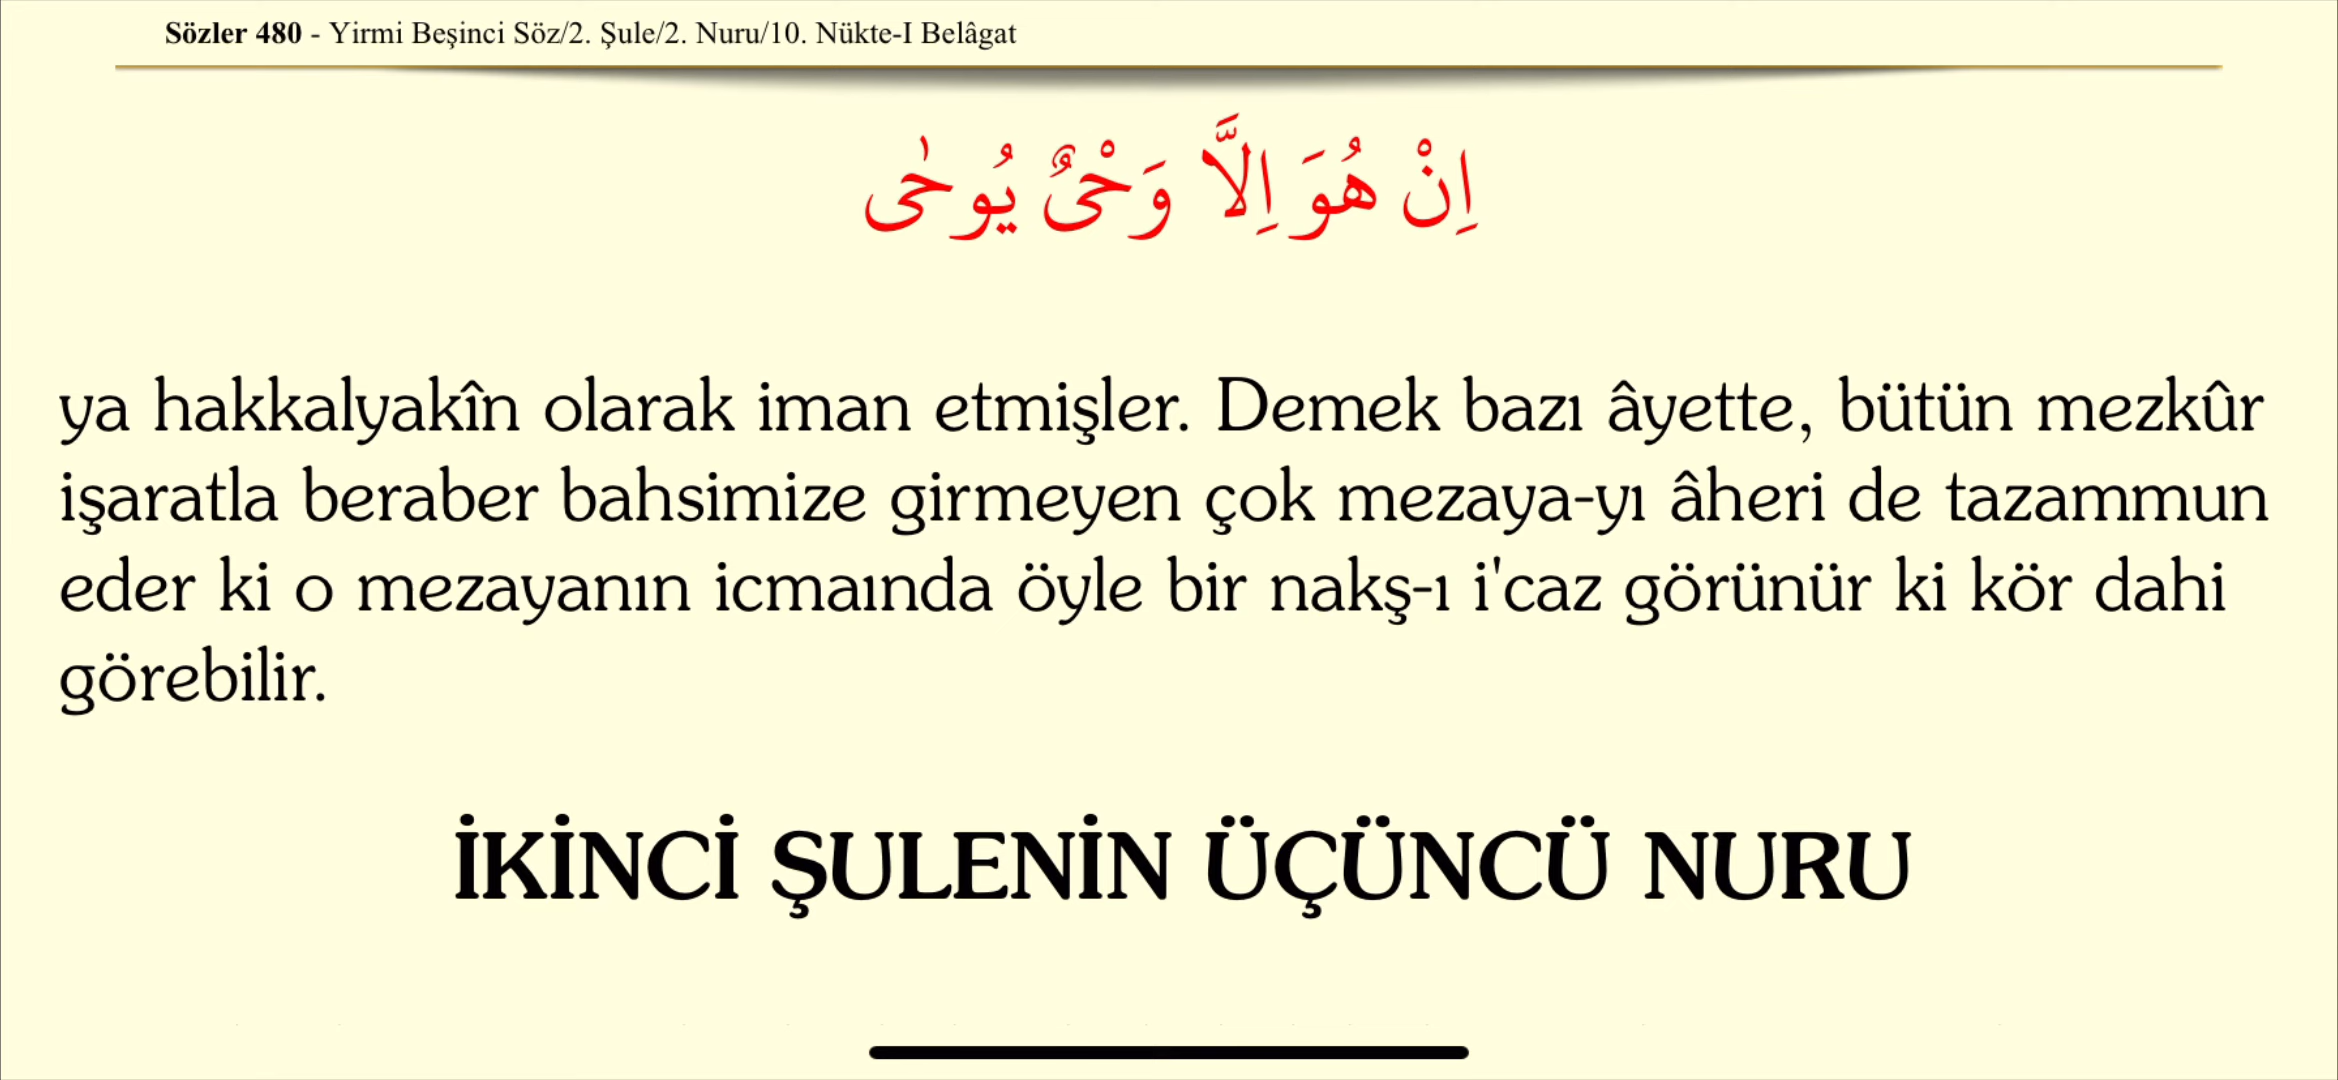 Sözler 480 - Yirmi Beşinci Söz/2. Şule/2. Nuru/10. Nükte-I Belâgat
اِنْ هُوَ اِلاَّ وَحْىٌ يُوحٰى
ya hakkalyakîn olarak iman etmişler. Demek bazı âyette, bütün mezkûr
işaratla beraber bahsimize girmeyen çok mezaya-yı âheri de tazammun
eder ki o mezayanın icmaında öyle bir nakş-ı i'caz görünür ki kör dahi
görebilir.
İKİNCİ ŞULENİN ÜÇÜNCÜ NURU